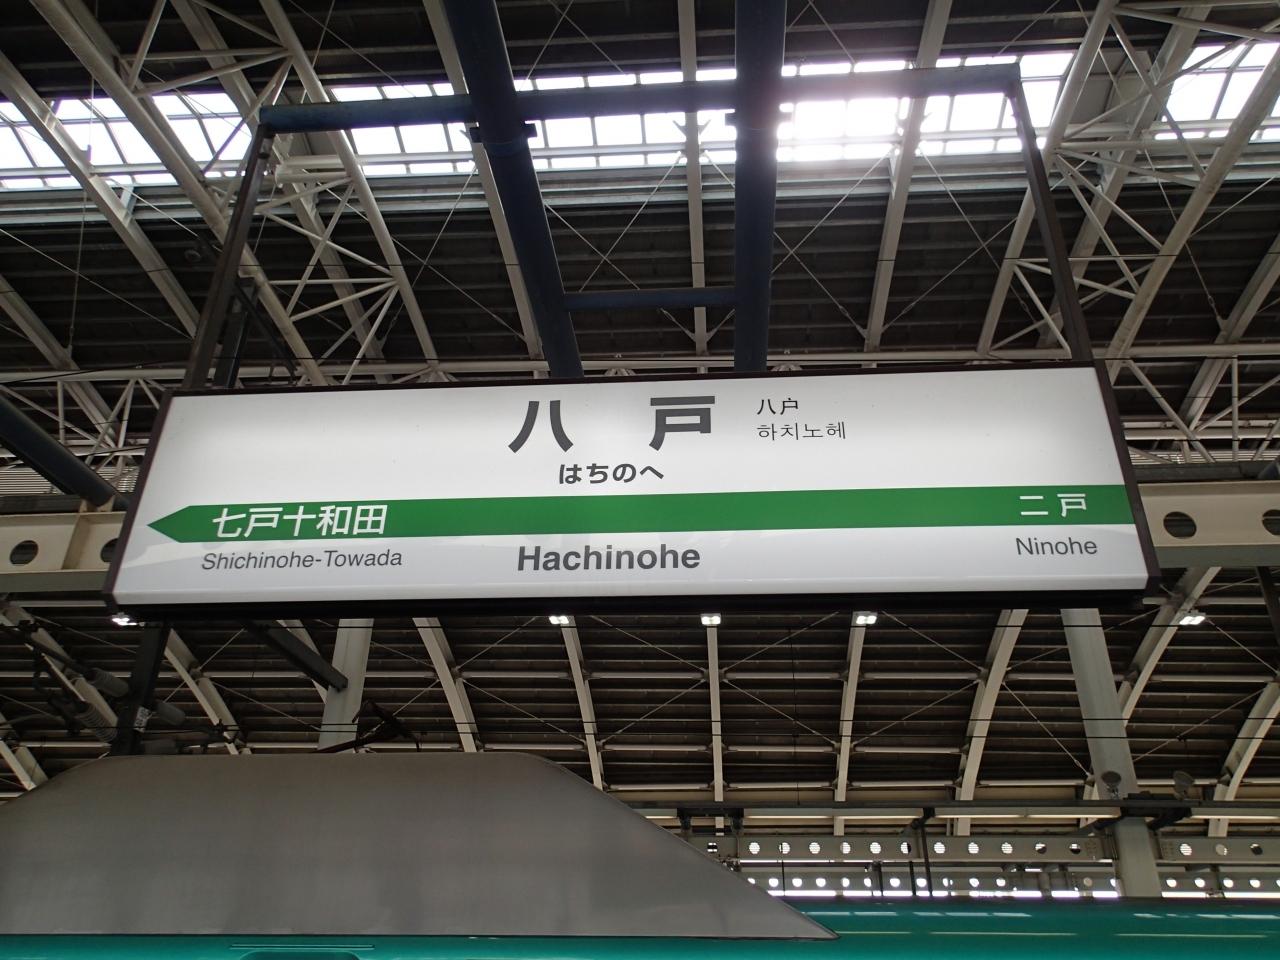 八戸
八户
하치노헤
はちのへ
七戸十和田
二戸
Shichinohe-Towada
Hachinohe
Ninohe